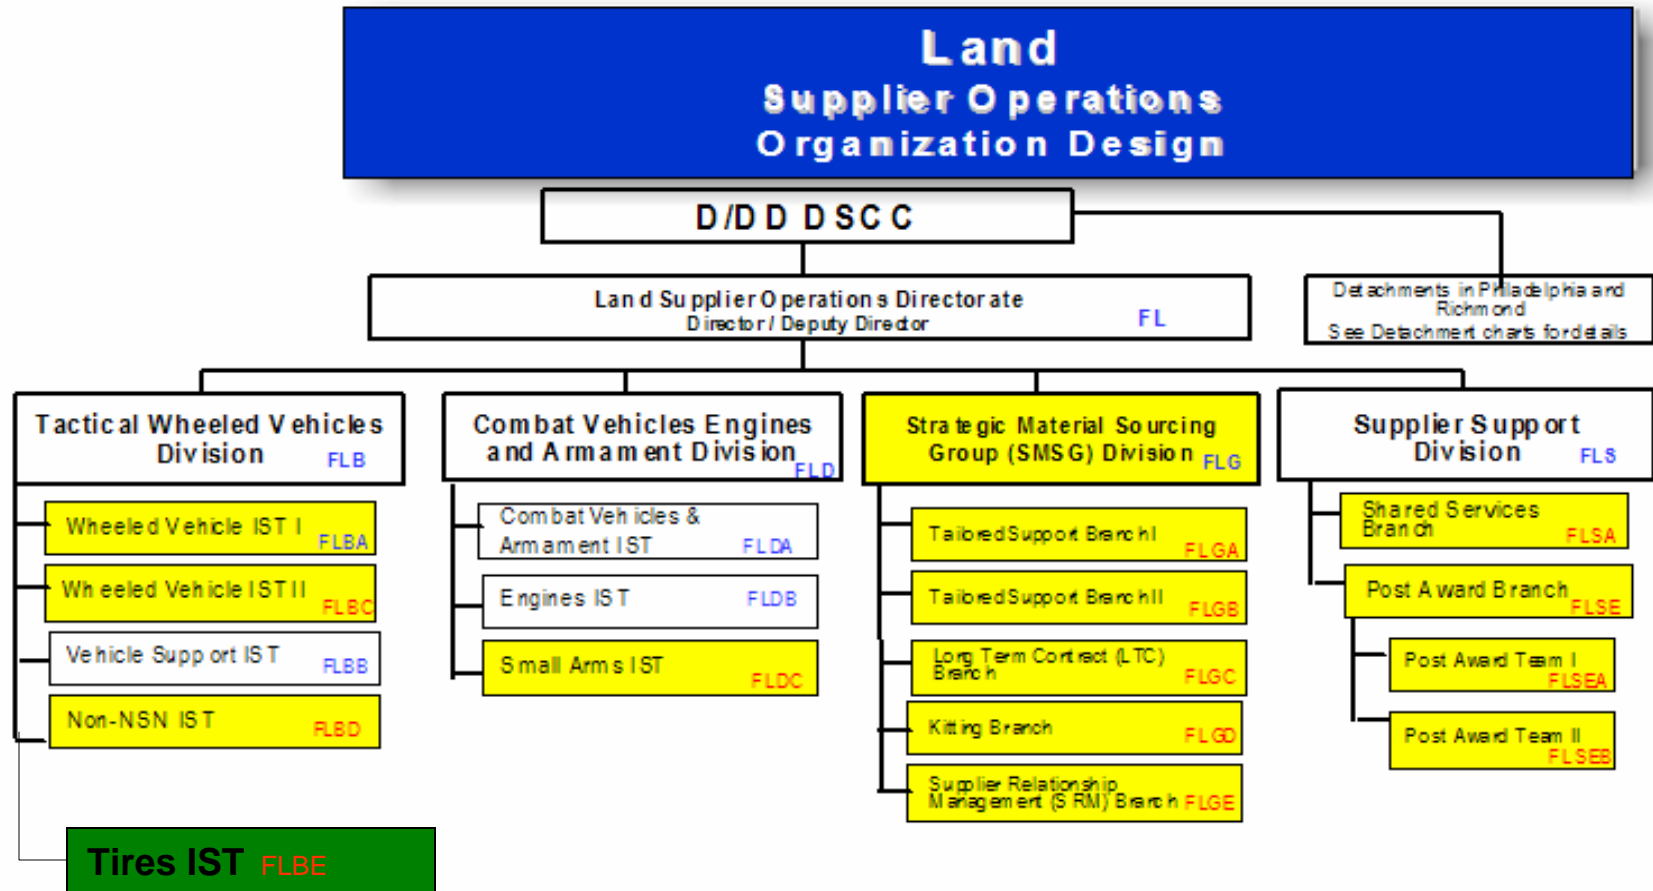 Land
Supplier Operations
Organization Design
D/DD DSCC
Land Supplier Operations Directorate
Director / Deputy Director
FL
Detachments in Philadelphia and
Richmond
See Detachment charts for details
Tactical Wheeled Vehicles
Division FLB
Wheeled Vehicle IST I
FLBA
Wheeled Vehicle IST II
FLBC
Vehicle Support IST
FLBB
Non-NSN IST
FLBD
Tires IST FLBE
Combat Vehicles Engines
and Armament Division
FLD
Combat Vehicles &
Armament IST FLDA
Engines IST FLDB
Small Arms IST
FLDC
Strategic Material Sourcing
Group (SMSG) Division FLG
Tailored Support Branch I
FLGA
Tailored Support Branch II
FLGB
Long Term Contract (LTC)
Branch FLGC
Kitting Branch
FLGD
Supplier Relationship
Management (SRM) Branch FLGE
Supplier Support
Division FLS
Shared Services
Branch FLSA
Post Award Branch
FLSE
Post Award Team I
FLSEA
Post Award Team II
FLSEB